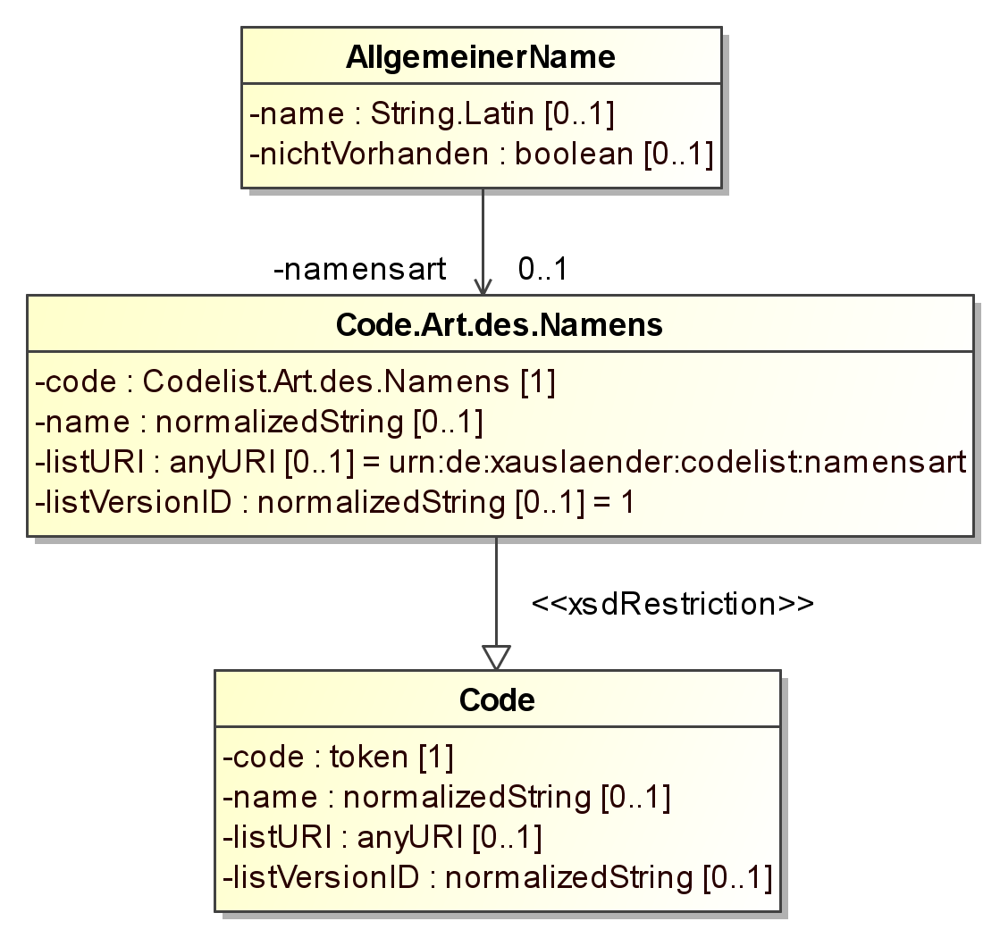 AllgemeinerName
-name : String.Latin [0..1]
-nichtVorhanden : boolean [0..1]
-namensart 0..1
Code.Art.des.Namens
-code : Codelist.Art.des.Namens [1]
-name : normalizedString [0..1]
-listURI : anyURI [0..1] = urn:de:xauslaender:codelist:namensart
-listVersionID : normalizedString [0..1] = 1
<<xsdRestriction>>
Code
-code : token [1]
-name : normalizedString [0..1]
-listURI : anyURI [0..1]
-listVersionID : normalizedString [0..1]